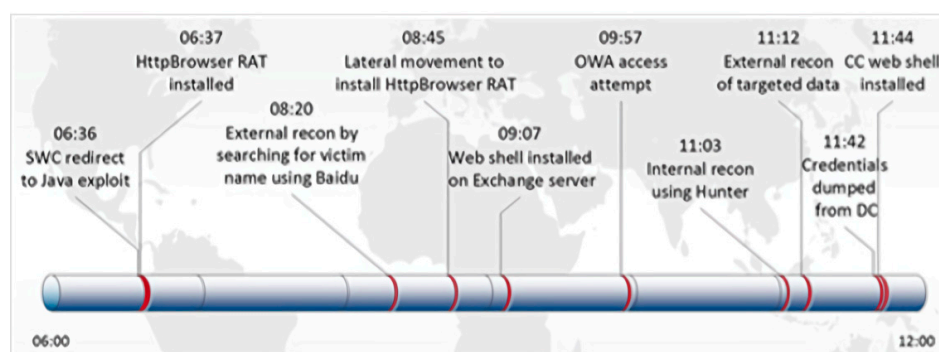 06:36
SWC redirect
to Java exploit
06:37
HttpBrowser RAT
installed
08:20
External recon by
searching for victim
name using Baidu
08:45
Lateral movement to
install HttpBrowser RAT
09:07
Web shell installed
on Exchange server
09:57
OWA access
attempt
11:03
Internal recon
using Hunter
11:12
External recon
of targeted data
11:42
Credentials
dumped
from DC
11:44
CC web shell
installed
06:00
12:00